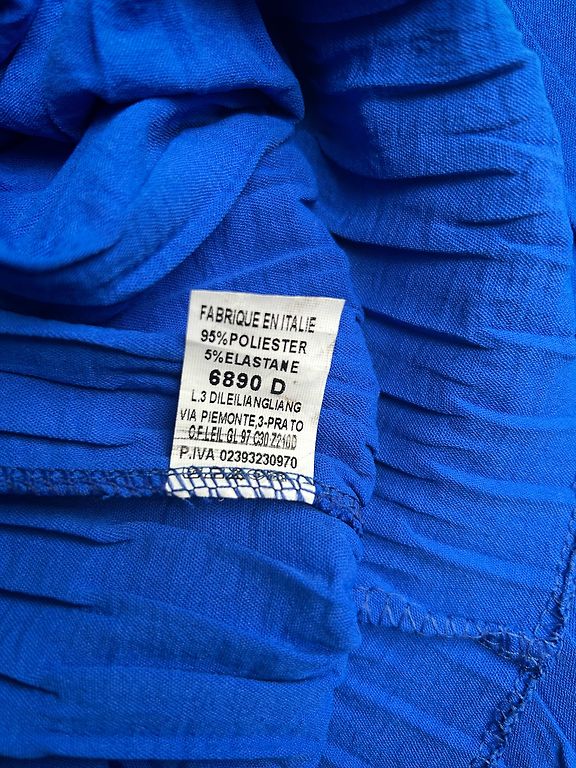 FABRIQUE EN ITALIE
95%POLIESTER
5%ELASTANE
6890 D
L.3 DILEILIANGLIANG
VIA PIEMONTE,3-PRATO
C.F.LEIL GL 97 C30 Z210D
P.IVA 02393230970